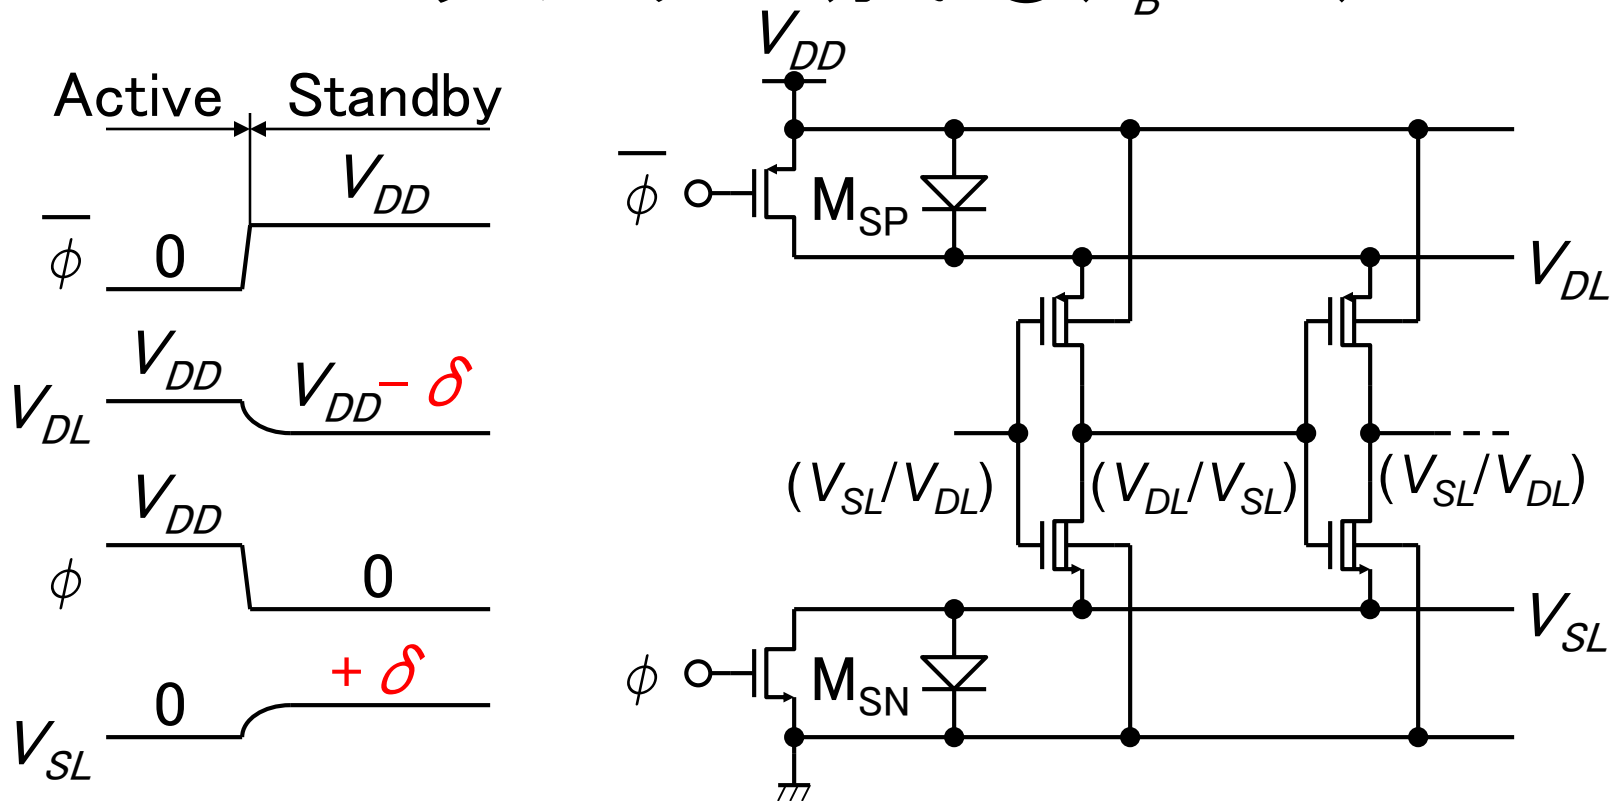 B
V_DD
Active Standby
V_DD
φ̅
0
φ̅
M_SP
V_DL
V_DD
V_DD − δ
V_DL
V_DD
(V_SL/V_DL)
(V_DL/V_SL)
(V_SL/V_DL)
φ
0
V_SL
+ δ
φ
M_SN
0
V_SL